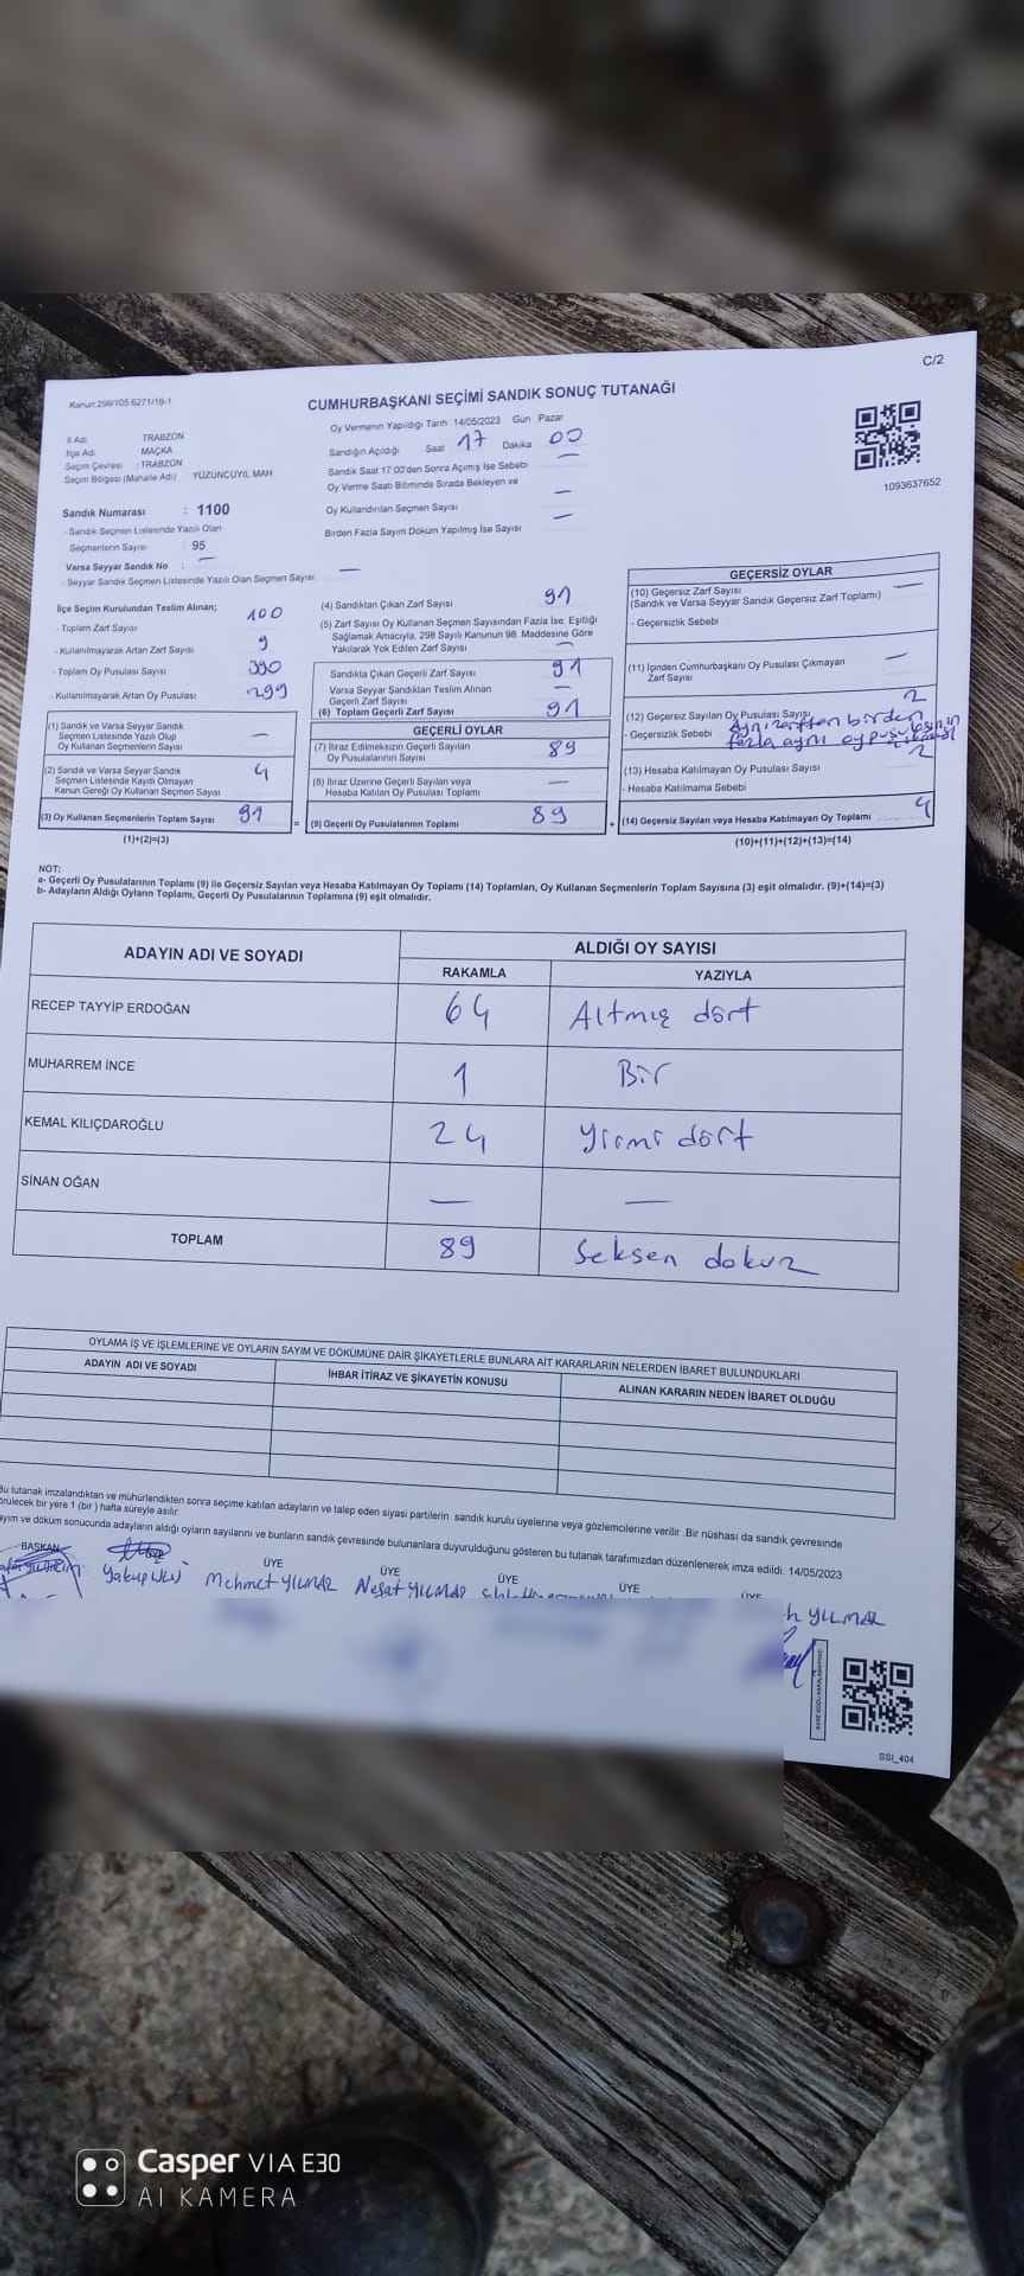 C/2
Kanun:298/105 6271/19-1
CUMHURBAŞKANI SEÇİMİ SANDIK SONUÇ TUTANAĞI
Oy Vermenin Yapıldığı Tarih 14/05/2023 Gün Pazar
İl Adı TRABZON
İlçe Adı MAÇKA
Seçim Çevresi : TRABZON
Seçim Bölgesi (Mahalle Adı) YÜZÜNCÜYIL MAH
Sandık Numarası : 1100
- Sandık Seçmen Listesinde Yazılı Olan
Seçmenlerin Sayısı 95
Varsa Seyyar Sandık No : —
- Seyyar Sandık Seçmen Listesinde Yazılı Olan Seçmen Sayısı —
Sandığın Açıldığı Saat 17 Dakika 00
Sandık Saat 17:00'den Sonra Açılmış İse Sebebi —
Oy Verme Saati Bitiminde Sırada Bekleyen ve
Oy Kullandırılan Seçmen Sayısı —
Birden Fazla Sayım Döküm Yapılmış İse Sayısı —
1093637652
İlçe Seçim Kurulundan Teslim Alınan;
- Toplam Zarf Sayısı 100
- Kullanılmayarak Artan Zarf Sayısı 9
- Toplam Oy Pusulası Sayısı 390
- Kullanılmayarak Artan Oy Pusulası 299
(1) Sandık ve Varsa Seyyar Sandık
Seçmen Listesinde Yazılı Olup
Oy Kullanan Seçmenlerin Sayısı —
(2) Sandık ve Varsa Seyyar Sandık
Seçmen Listesinde Kayıtlı Olmayan
Kanun Gereği Oy Kullanan Seçmen Sayısı 4
(3) Oy Kullanan Seçmenlerin Toplam Sayısı 91
(1)+(2)=(3)
(4) Sandıktan Çıkan Zarf Sayısı 91
(5) Zarf Sayısı Oy Kullanan Seçmen Sayısından Fazla İse, Eşitliği
Sağlamak Amacıyla, 298 Sayılı Kanunun 98. Maddesine Göre
Yakılarak Yok Edilen Zarf Sayısı —
Sandıkta Çıkan Geçerli Zarf Sayısı 91
Varsa Seyyar Sandıktan Teslim Alınan
Geçerli Zarf Sayısı —
(6) Toplam Geçerli Zarf Sayısı 91
GEÇERLİ OYLAR
(7) İtiraz Edilmeksizin Geçerli Sayılan
Oy Pusulalarının Sayısı 89
(8) İtiraz Üzerine Geçerli Sayılan veya
Hesaba Katılan Oy Pusulası Toplamı —
= (9) Geçerli Oy Pusulalarının Toplamı 89
GEÇERSİZ OYLAR
(10) Geçersiz Zarf Sayısı —
(Sandık ve Varsa Seyyar Sandık Geçersiz Zarf Toplamı)
- Geçersizlik Sebebi
(11) İçinden Cumhurbaşkanı Oy Pusulası Çıkmayan
Zarf Sayısı —
(12) Geçersiz Sayılan Oy Pusulası Sayısı 2
- Geçersizlik Sebebi Aynı zarftan birden
fazla aynı oy pusulasının
(13) Hesaba Katılmayan Oy Pusulası Sayısı 2
- Hesaba Katılmama Sebebi
+ (14) Geçersiz Sayılan veya Hesaba Katılmayan Oy Toplamı 4
(10)+(11)+(12)+(13)=(14)
NOT:
a- Geçerli Oy Pusulalarının Toplamı (9) ile Geçersiz Sayılan veya Hesaba Katılmayan Oy Toplamı (14) Toplamları, Oy Kullanan Seçmenlerin Toplam Sayısına (3) eşit olmalıdır. (9)+(14)=(3)
b- Adayların Aldığı Oyların Toplamı, Geçerli Oy Pusulalarının Toplamına (9) eşit olmalıdır.
ADAYIN ADI VE SOYADI ALDIĞI OY SAYISI
RAKAMLA YAZIYLA
RECEP TAYYİP ERDOĞAN 64 Altmış dört
MUHARREM İNCE 1 Bir
KEMAL KILIÇDAROĞLU 24 Yirmi dört
SİNAN OĞAN — —
TOPLAM 89 Seksen dokuz
OYLAMA İŞ VE İŞLEMLERİNE VE OYLARIN SAYIM VE DÖKÜMÜNE DAİR ŞİKAYETLERLE BUNLARA AİT KARARLARIN NELERDEN İBARET BULUNDUKLARI
ADAYIN ADI VE SOYADI İHBAR İTİRAZ VE ŞİKAYETİN KONUSU ALINAN KARARIN NEDEN İBARET OLDUĞU
Bu tutanak imzalandıktan ve mühürlendikten sonra seçime katılan adayların ve talep eden siyasi partilerin sandık kurulu üyelerine veya gözlemcilerine verilir. Bir nüshası da sandık çevresinde
bir yere 1 (bir) hafta süreyle asılır.
ve döküm sonucunda adayların aldığı oyların sayılarını ve bunların sandık çevresinde bulunanlara duyurulduğunu gösteren bu tutanak tarafımızdan düzenlenerek imza edildi. 14/05/2023
BAŞKAN ÜYE ÜYE ÜYE ÜYE ÜYE
Mehmet YILMAZ Nefat YILMAZ
YILMAZ
SSI_404
Casper VIA E30
AI KAMERA